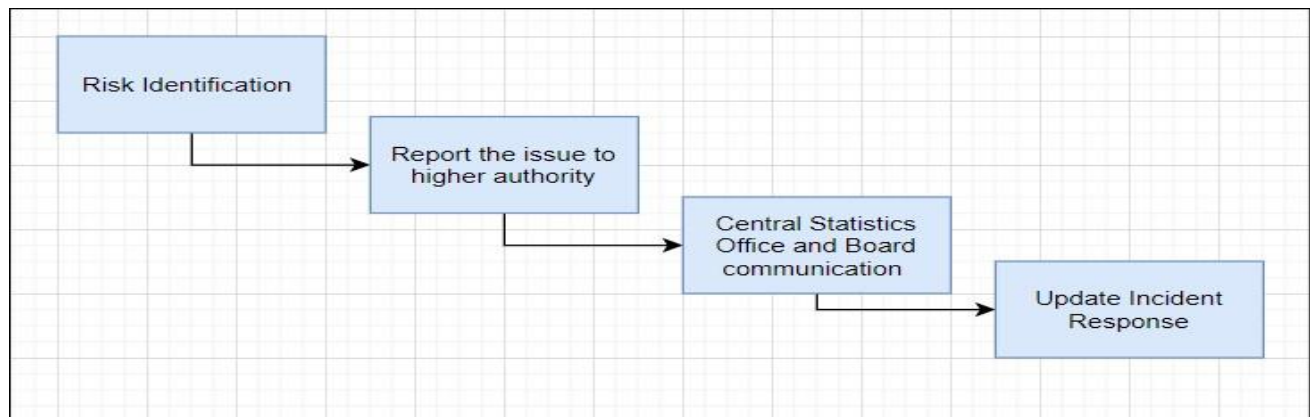 Risk Identification
Report the issue to
higher authority
Central Statistics
Office and Board
communication
Update Incident
Response